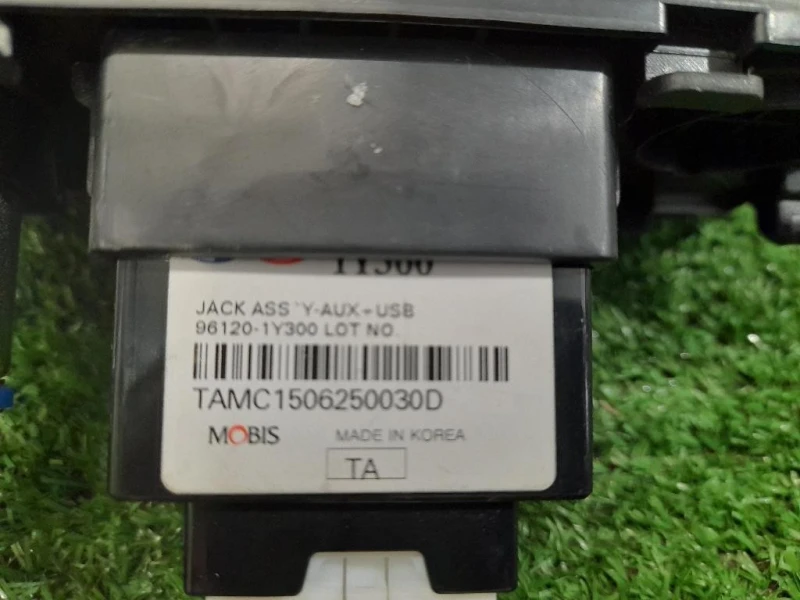 1Y300
JACK ASS'Y-AUX+USB
96120-1Y300 LOT NO.
TAMC1506250030D
MOBIS MADE IN KOREA
TA